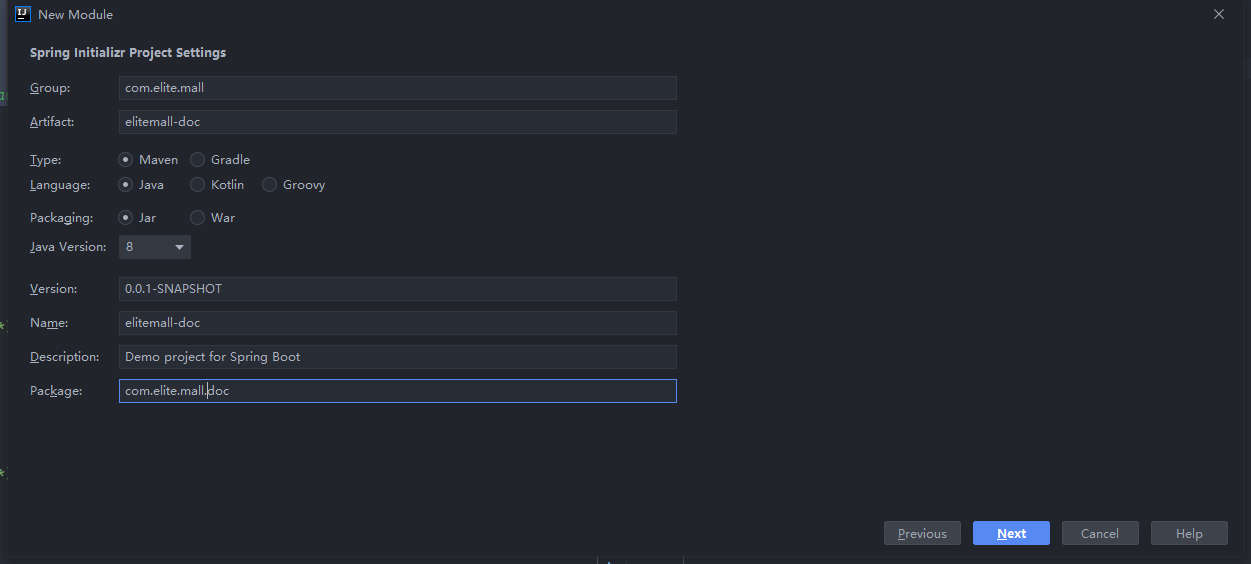 New Module
Spring Initializr Project Settings
Group: com.elite.mall
Artifact: elitemall-doc
Type: Maven Gradle
Language: Java Kotlin Groovy
Packaging: Jar War
Java Version: 8
Version: 0.0.1-SNAPSHOT
Name: elitemall-doc
Description: Demo project for Spring Boot
Package: com.elite.mall.doc
Previous Next Cancel Help